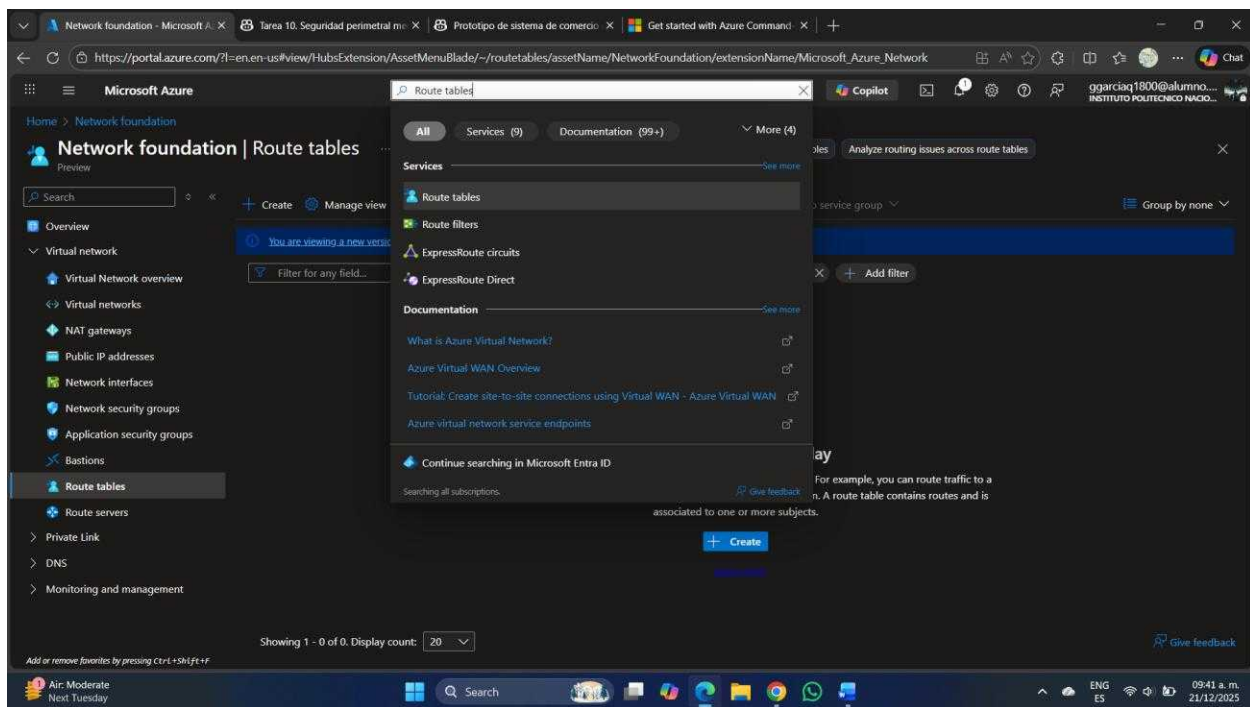 Network foundation - Microsoft A
Tarea 10. Seguridad perimetral me
Prototipo de sistema de comercio
Get started with Azure Command-
https://portal.azure.com/?l=en.en-us#view/HubsExtension/AssetMenuBlade/~/routetables/assetName/NetworkFoundation/extensionName/Microsoft_Azure_Network
Chat
Microsoft Azure
Route tables
Copilot
ggarciaq1800@alumno....
INSTITUTO POLITECNICO NACIO...
Home > Network foundation
Network foundation | Route tables ...
Preview
All Services (9) Documentation (99+) More (4)
Analyze routing issues across route tables
Services See more
Search
Route tables
+ Create Manage view
service group
Group by none
Overview
Route filters
You are viewing a new versi
Virtual network
ExpressRoute circuits
Virtual Network overview
Filter for any field...
ExpressRoute Direct
+ Add filter
Virtual networks
Documentation See more
NAT gateways
What is Azure Virtual Network?
Public IP addresses
Azure Virtual WAN Overview
Network interfaces
Tutorial: Create site-to-site connections using Virtual WAN - Azure Virtual WAN
Network security groups
Azure virtual network service endpoints
Application security groups
Bastions
Continue searching in Microsoft Entra ID
ay
Route tables
Searching all subscriptions. Give feedback
For example, you can route traffic to a
n. A route table contains routes and is
Route servers
associated to one or more subjects.
Private Link
+ Create
DNS
Monitoring and management
Showing 1 - 0 of 0. Display count: 20
Give feedback
Add or remove favorites by pressing Ctrl+Shift+F
Air: Moderate
Next Tuesday
Search
ENG
ES
09:41 a. m.
21/12/2025